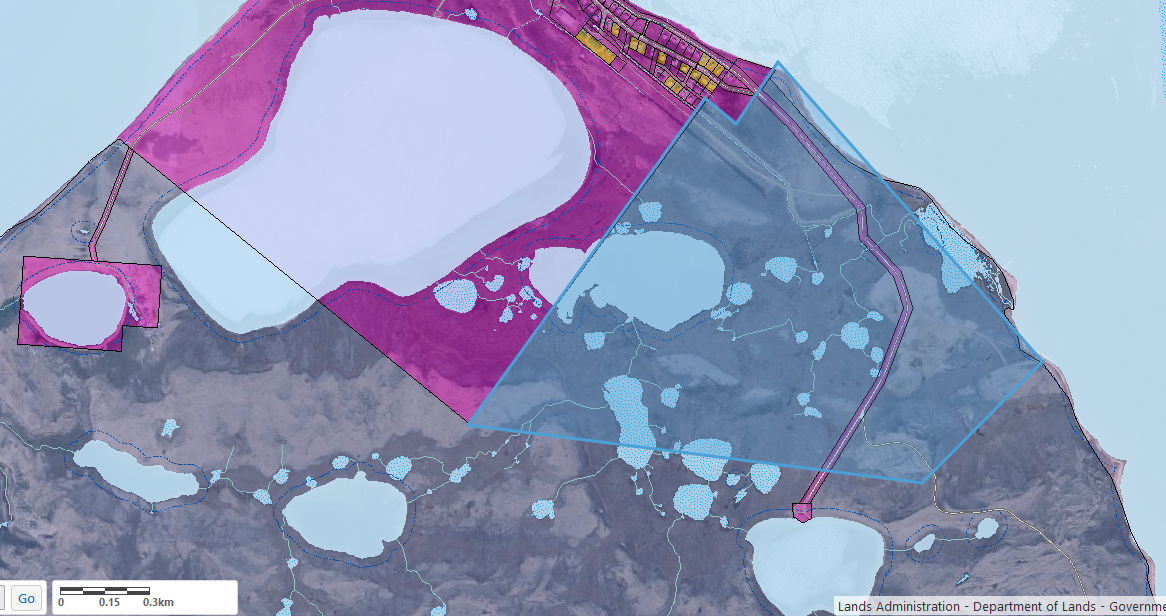 Go
0 0.15 0.3km
Lands Administration - Department of Lands - Governme